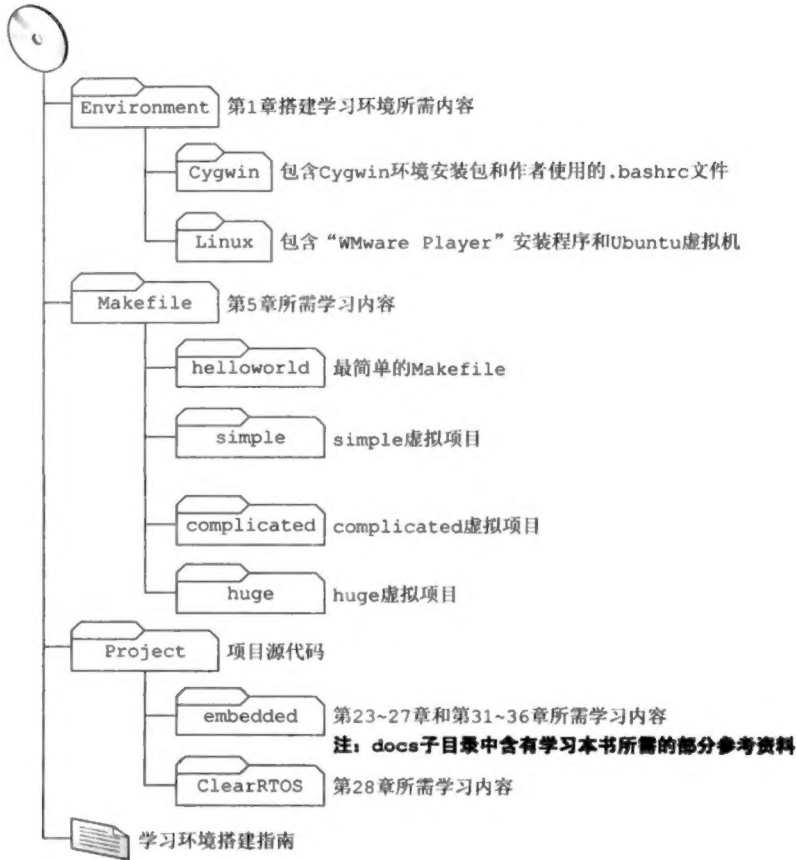 Environment 第1章搭建学习环境所需内容
Cygwin 包含Cygwin环境安装包和作者使用的.bashrc文件
Linux 包含“WMware Player”安装程序和Ubuntu虚拟机
Makefile 第5章所需学习内容
helloworld 最简单的Makefile
simple simple虚拟项目
complicated complicated虚拟项目
huge huge虚拟项目
Project 项目源代码
embedded 第23~27章和第31~36章所需学习内容
注：docs子目录中含有学习本书所需的部分参考资料
ClearRTOS 第28章所需学习内容
学习环境搭建指南